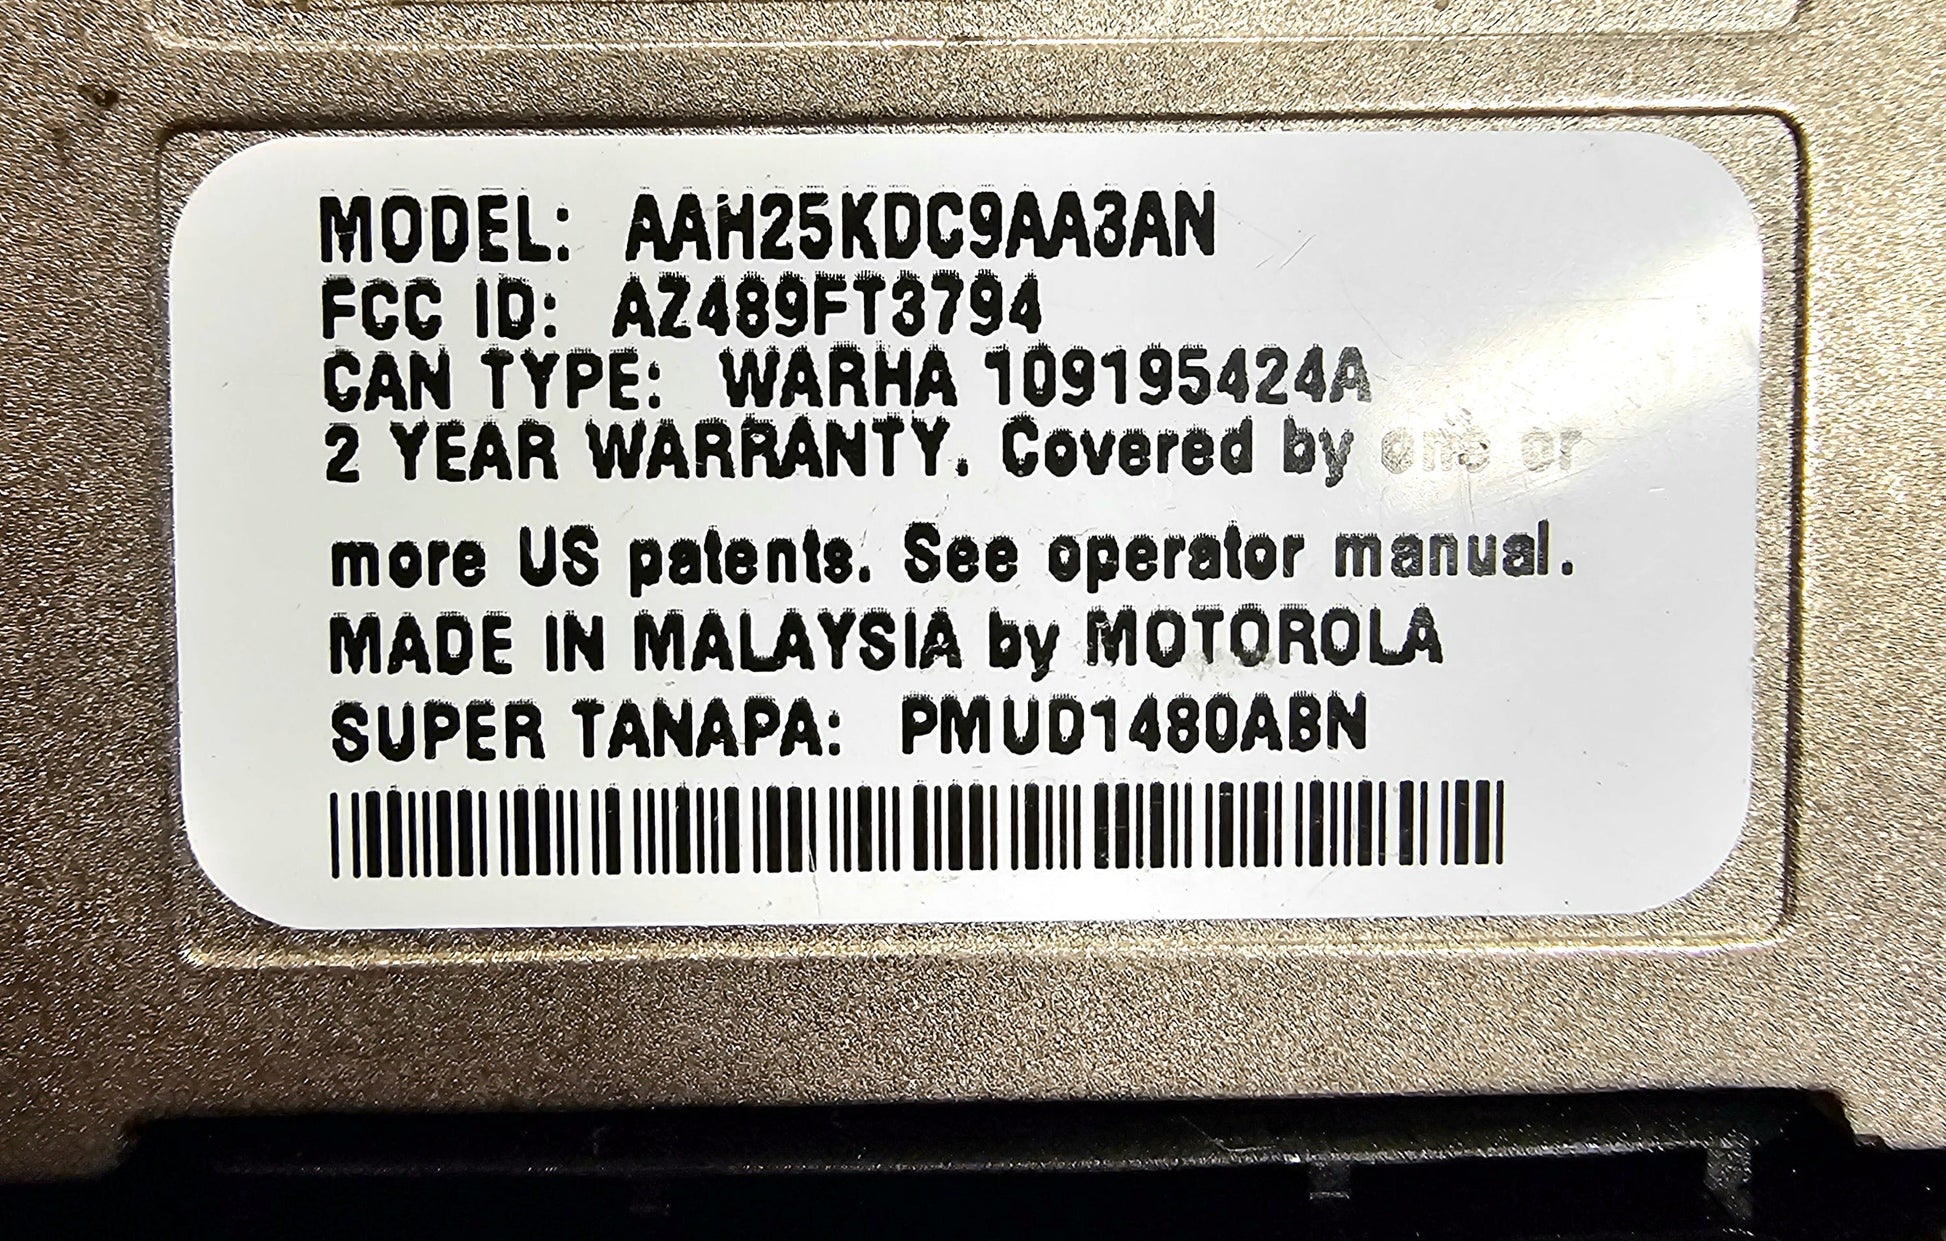 MODEL: AAH25KDC9AA3AN
FCC ID: AZ489FT3794
CAN TYPE: WARHA 109195424A
2 YEAR WARRANTY. Covered by one or
more US patents. See operator manual.
MADE IN MALAYSIA by MOTOROLA
SUPER TANAPA: PMUD1480ABN